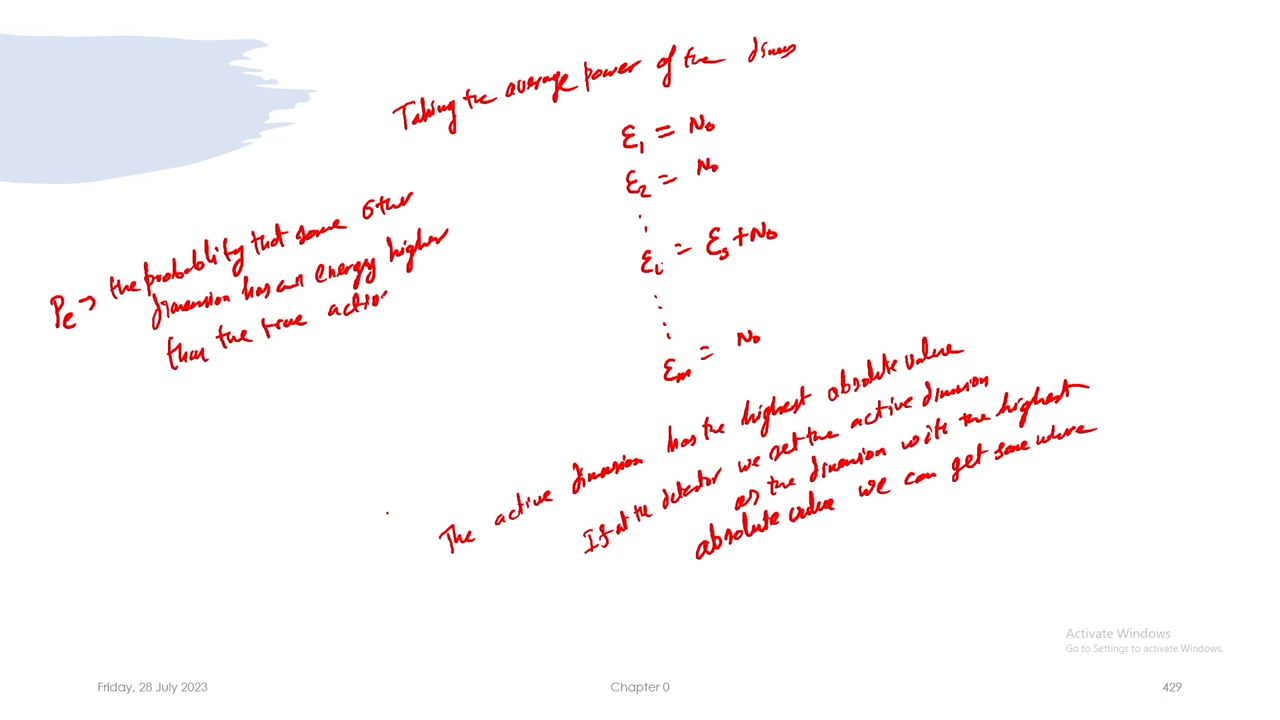 Taking the average power of the
ε₁ = N₀
ε₂ = N₀
εᵢ = εₛ + N₀
εₘ = N₀
Pe → the probability that some other
dimension has an energy higher
than the true actio
The active dimension has the highest absolute value
If at the detector we set the active dimension
as the dimension with the highest
absolute value we can get some where
Activate Windows
Go to Settings to activate Windows.
Friday, 28 July 2023
Chapter 0
429